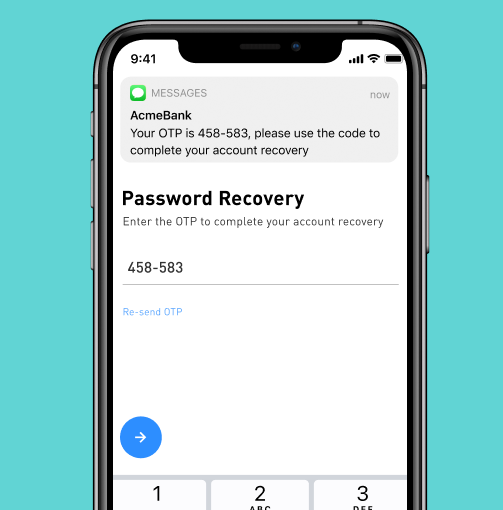 9:41
MESSAGES now
AcmeBank
Your OTP is 458-583, please use the code to
complete your account recovery
Password Recovery
Enter the OTP to complete your account recovery
458-583
Re-send OTP
1 2 3
ABC DEF